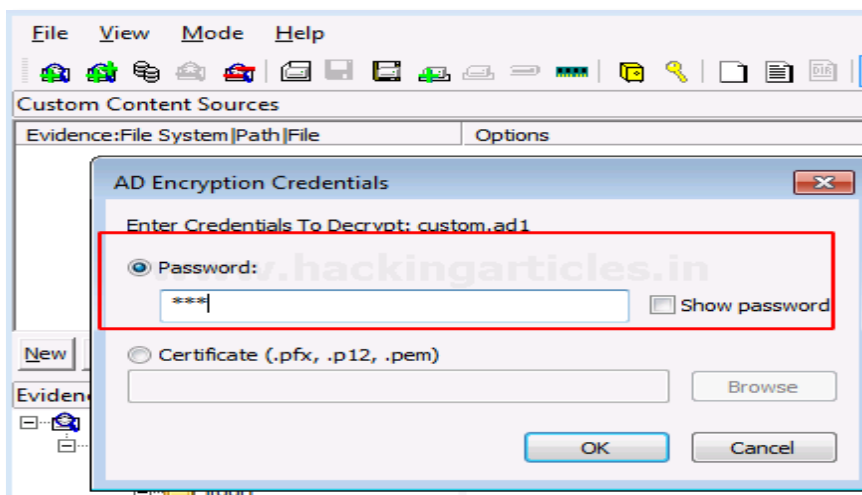 File View Mode Help
DIR
Custom Content Sources
Evidence:File System|Path|File Options
AD Encryption Credentials
Enter Credentials To Decrypt: custom.ad1
www.hackingarticles.in
Password:
***
Show password
New
Certificate (.pfx, .p12, .pem)
Browse
OK Cancel